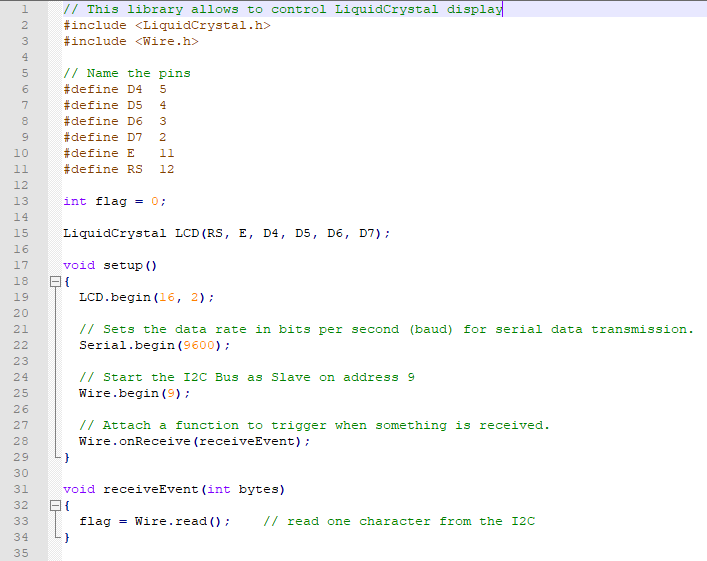 1 // This library allows to control LiquidCrystal display
2 #include <LiquidCrystal.h>
3 #include <Wire.h>
4
5 // Name the pins
6 #define D4  5
7 #define D5  4
8 #define D6  3
9 #define D7  2
10 #define E   11
11 #define RS  12
12
13 int flag = 0;
14
15 LiquidCrystal LCD(RS, E, D4, D5, D6, D7);
16
17 void setup()
18 {
19   LCD.begin(16, 2);
20
21   // Sets the data rate in bits per second (baud) for serial data transmission.
22   Serial.begin(9600);
23
24   // Start the I2C Bus as Slave on address 9
25   Wire.begin(9);
26
27   // Attach a function to trigger when something is received.
28   Wire.onReceive(receiveEvent);
29 }
30
31 void receiveEvent(int bytes)
32 {
33   flag = Wire.read();    // read one character from the I2C
34 }
35